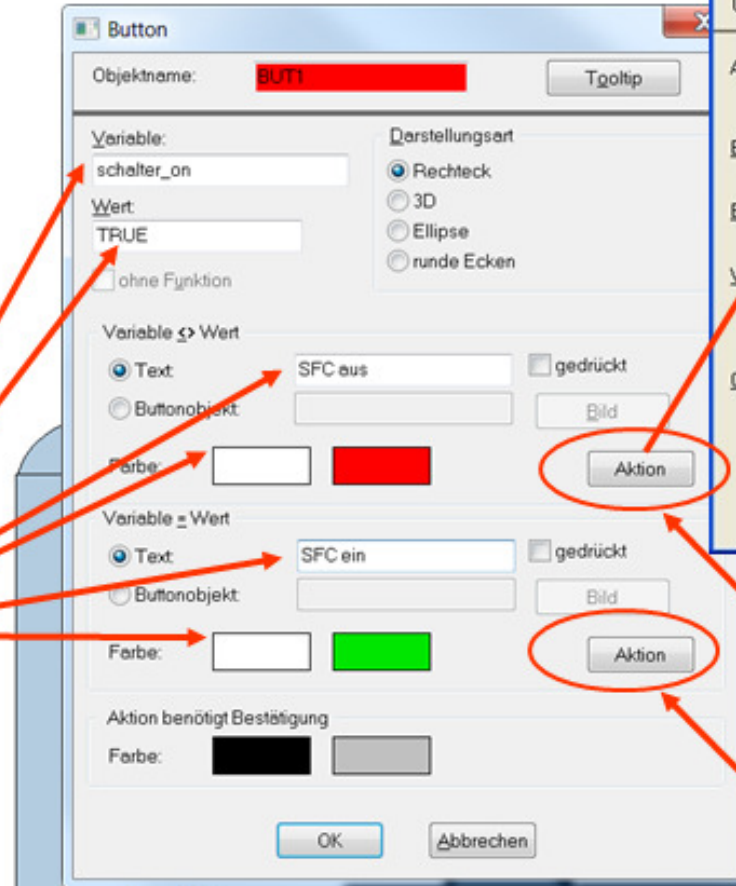 Button
Objektname: BUT1 Tooltip
Variable: Darstellungsart
schalter_on Rechteck
Wert: 3D
TRUE Ellipse
ohne Funktion runde Ecken
Variable <> Wert
Text SFC aus gedrückt
Buttonobjekt: Bild
Farbe: Aktion
Variable = Wert
Text SFC ein gedrückt
Buttonobjekt: Bild
Farbe: Aktion
Aktion benötigt Bestätigung
Farbe:
OK Abbrechen